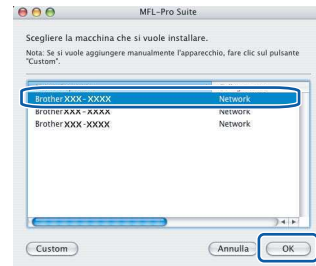 MFL-Pro Suite
Scegliere la macchina che si vuole installare.
Nota: Se si vuole aggiungere manualmente l'apparecchio, fare clic sul pulsante
"Custom".
Brother XXX-XXXX Network
Brother XXX-XXXX Network
Brother XXX-XXXX Network
Custom Annulla OK